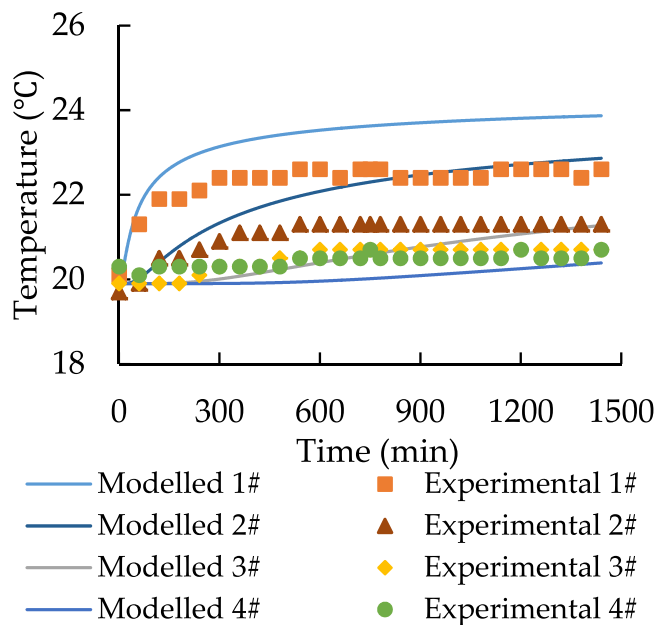 26
24
22
20
18
Temperature (°C)
0 300 600 900 1200 1500
Time (min)
Modelled 1# Experimental 1#
Modelled 2# Experimental 2#
Modelled 3# Experimental 3#
Modelled 4# Experimental 4#